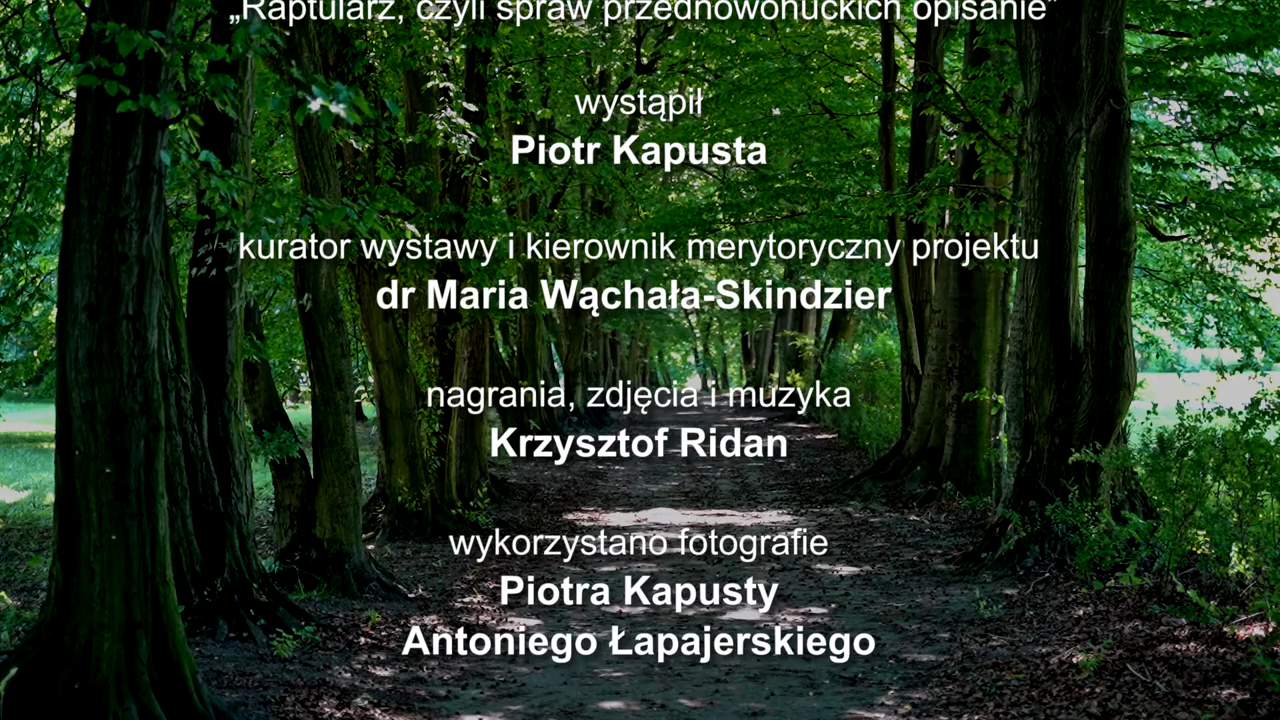 „Raptularz, czyli spraw przednowohuckich opisanie”
wystąpił
Piotr Kapusta
kurator wystawy i kierownik merytoryczny projektu
dr Maria Wąchała-Skindzier
nagrania, zdjęcia i muzyka
Krzysztof Ridan
wykorzystano fotografie
Piotra Kapusty
Antoniego Łapajerskiego